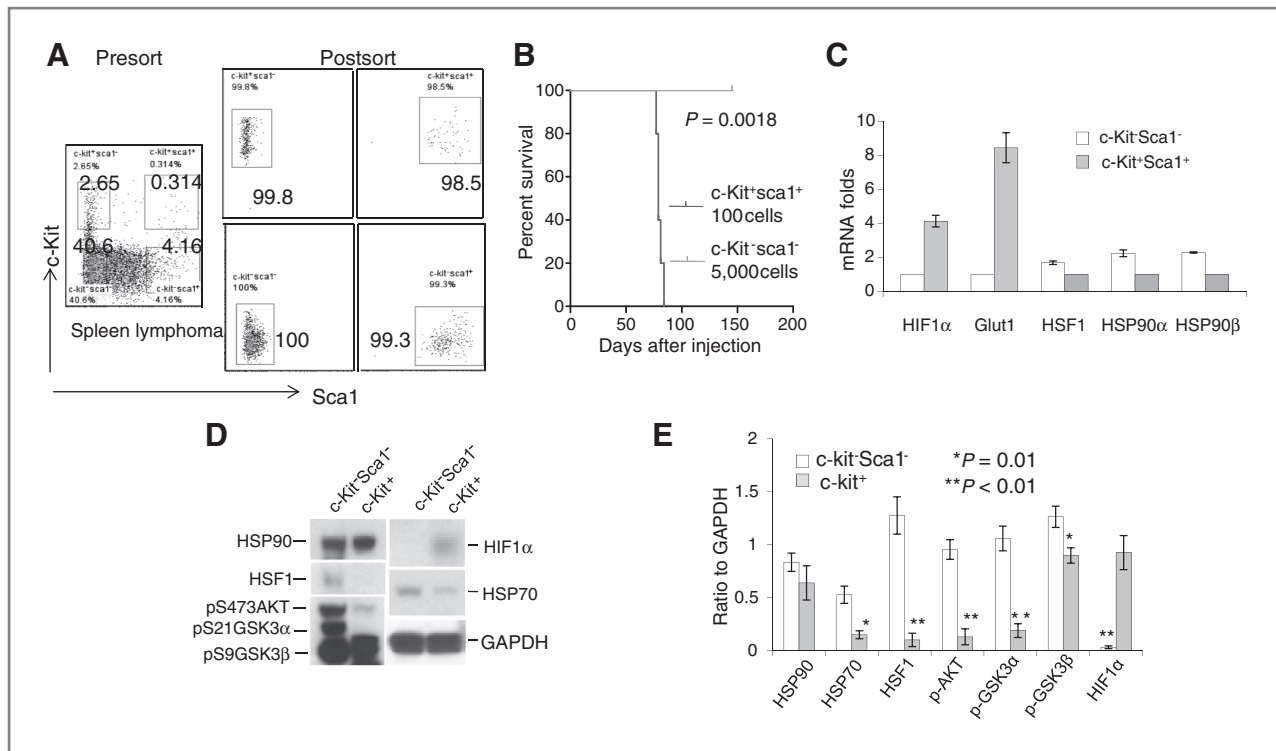 A
Presort
Postsort
c-kit⁺sca1⁻
99.8%
99.8
c-kit⁺sca1⁺
98.5%
98.5
c-kit⁺sca1⁻
2.65%
2.65
c-kit⁺sca1⁺
0.314%
0.314
40.6
4.16
c-kit⁻sca1⁻
40.6%
c-kit⁻sca1⁺
4.16%
c-kit⁻sca1⁻
100%
100
c-kit⁻sca1⁺
99.3%
99.3
c-Kit
Spleen lymphoma
Sca1
B
Percent survival
100
80
60
40
20
0
0 50 100 150 200
Days after injection
P = 0.0018
c-Kit⁺sca1⁺
100cells
c-Kit⁻sca1⁻
5,000cells
C
mRNA folds
10
8
6
4
2
0
c-Kit⁻Sca1⁻
c-Kit⁺Sca1⁺
HIF1α Glut1 HSF1 HSP90α HSP90β
D
c-Kit⁻Sca1⁻
c-Kit⁺
c-Kit⁻Sca1⁻
c-Kit⁺
HSP90
HSF1
pS473AKT
pS21GSK3α
pS9GSK3β
HIF1α
HSP70
GAPDH
E
Ratio to GAPDH
2
1.5
1
0.5
0
c-kit⁻Sca1⁻
c-kit⁺
*P = 0.01
**P < 0.01
*
**
**
**
*
**
HSP90
HSP70
HSF1
p-AKT
p-GSK3α
p-GSK3β
HIF1α